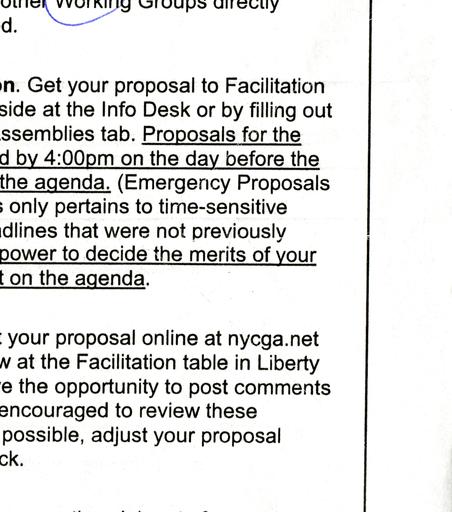 other Working Groups directly
d.
on. Get your proposal to Facilitation
side at the Info Desk or by filling out
ssemblies tab. Proposals for the
d by 4:00pm on the day before the
the agenda. (Emergency Proposals
s only pertains to time-sensitive
adlines that were not previously
power to decide the merits of your
t on the agenda.
t your proposal online at nycga.net
w at the Facilitation table in Liberty
e the opportunity to post comments
encouraged to review these
possible, adjust your proposal
ck.